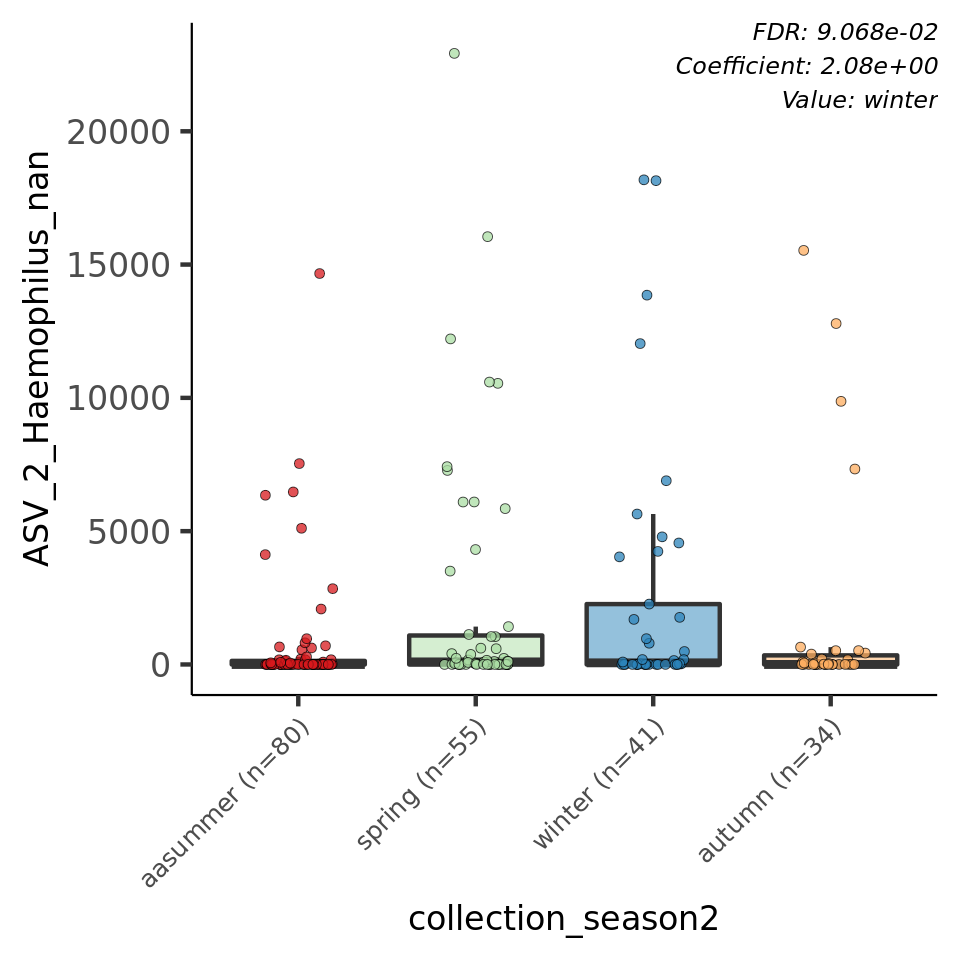 FDR: 9.068e-02
Coefficient: 2.08e+00
Value: winter
ASV_2_Haemophilus_nan
20000
15000
10000
5000
0
aasummer (n=80)
spring (n=55)
winter (n=41)
autumn (n=34)
collection_season2